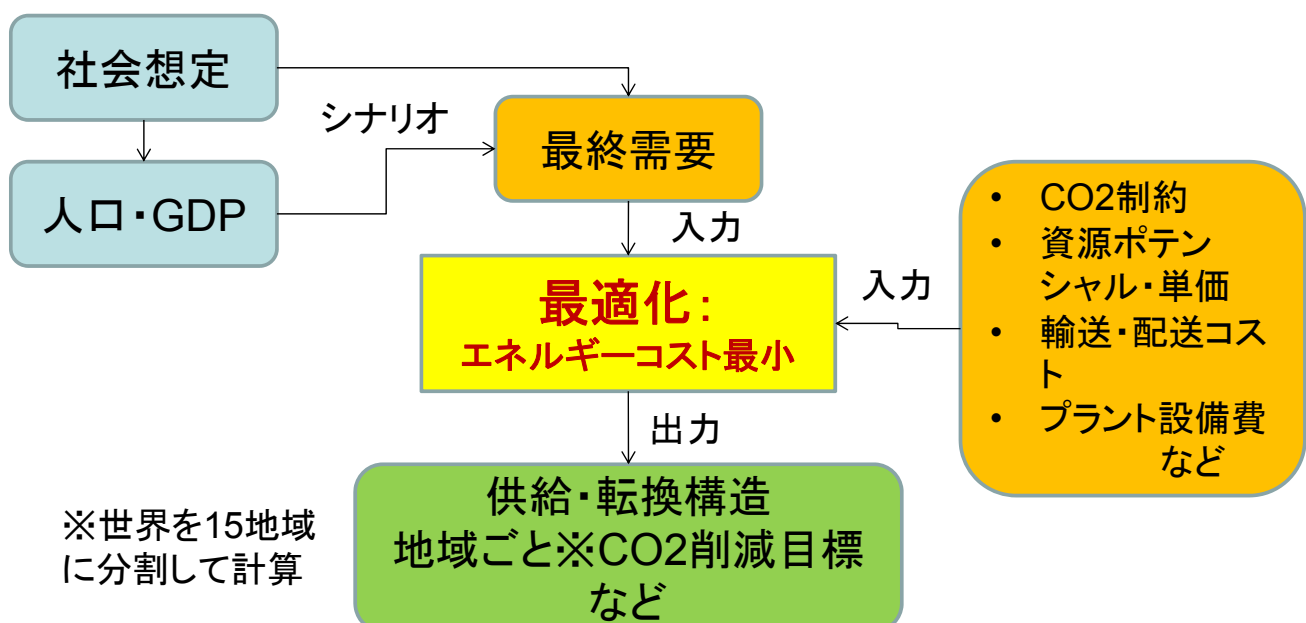 社会想定
シナリオ
最終需要
人口・GDP
入力
• CO2制約
• 資源ポテン
シャル・単価
• 輸送・配送コス
ト
• プラント設備費
など
入力
最適化：
エネルギーコスト最小
出力
供給・転換構造
地域ごと※CO2削減目標
など
※世界を15地域
に分割して計算